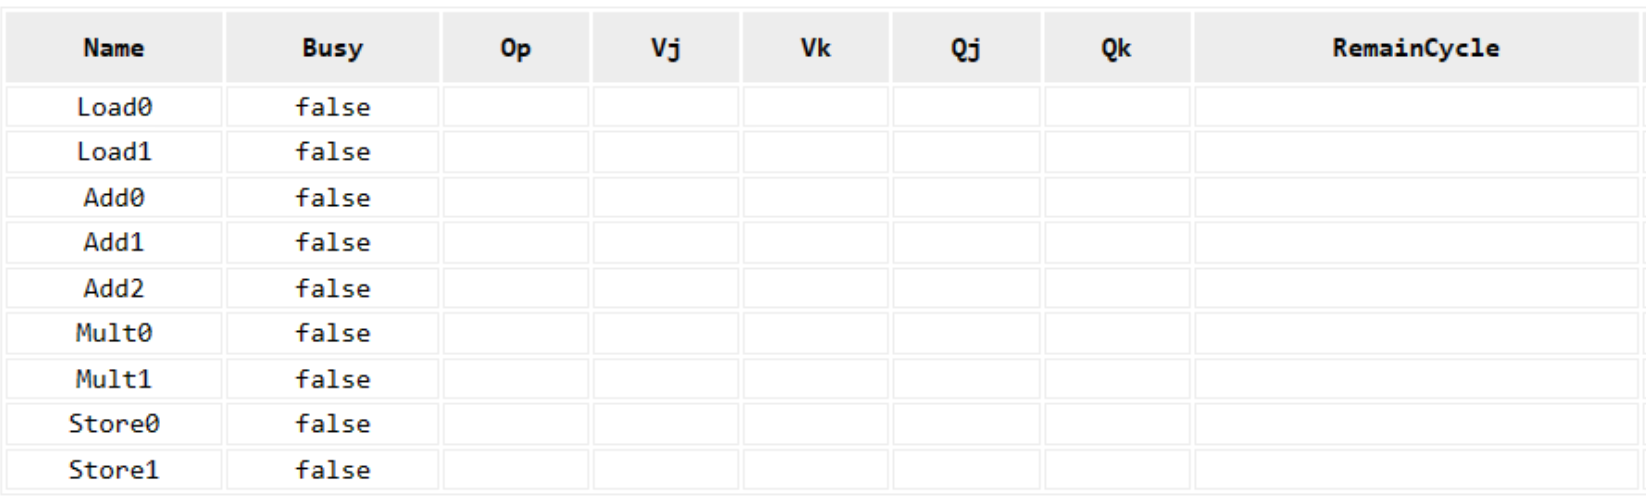 Name Busy Op Vj Vk Qj Qk RemainCycle
Load0 false
Load1 false
Add0 false
Add1 false
Add2 false
Mult0 false
Mult1 false
Store0 false
Store1 false